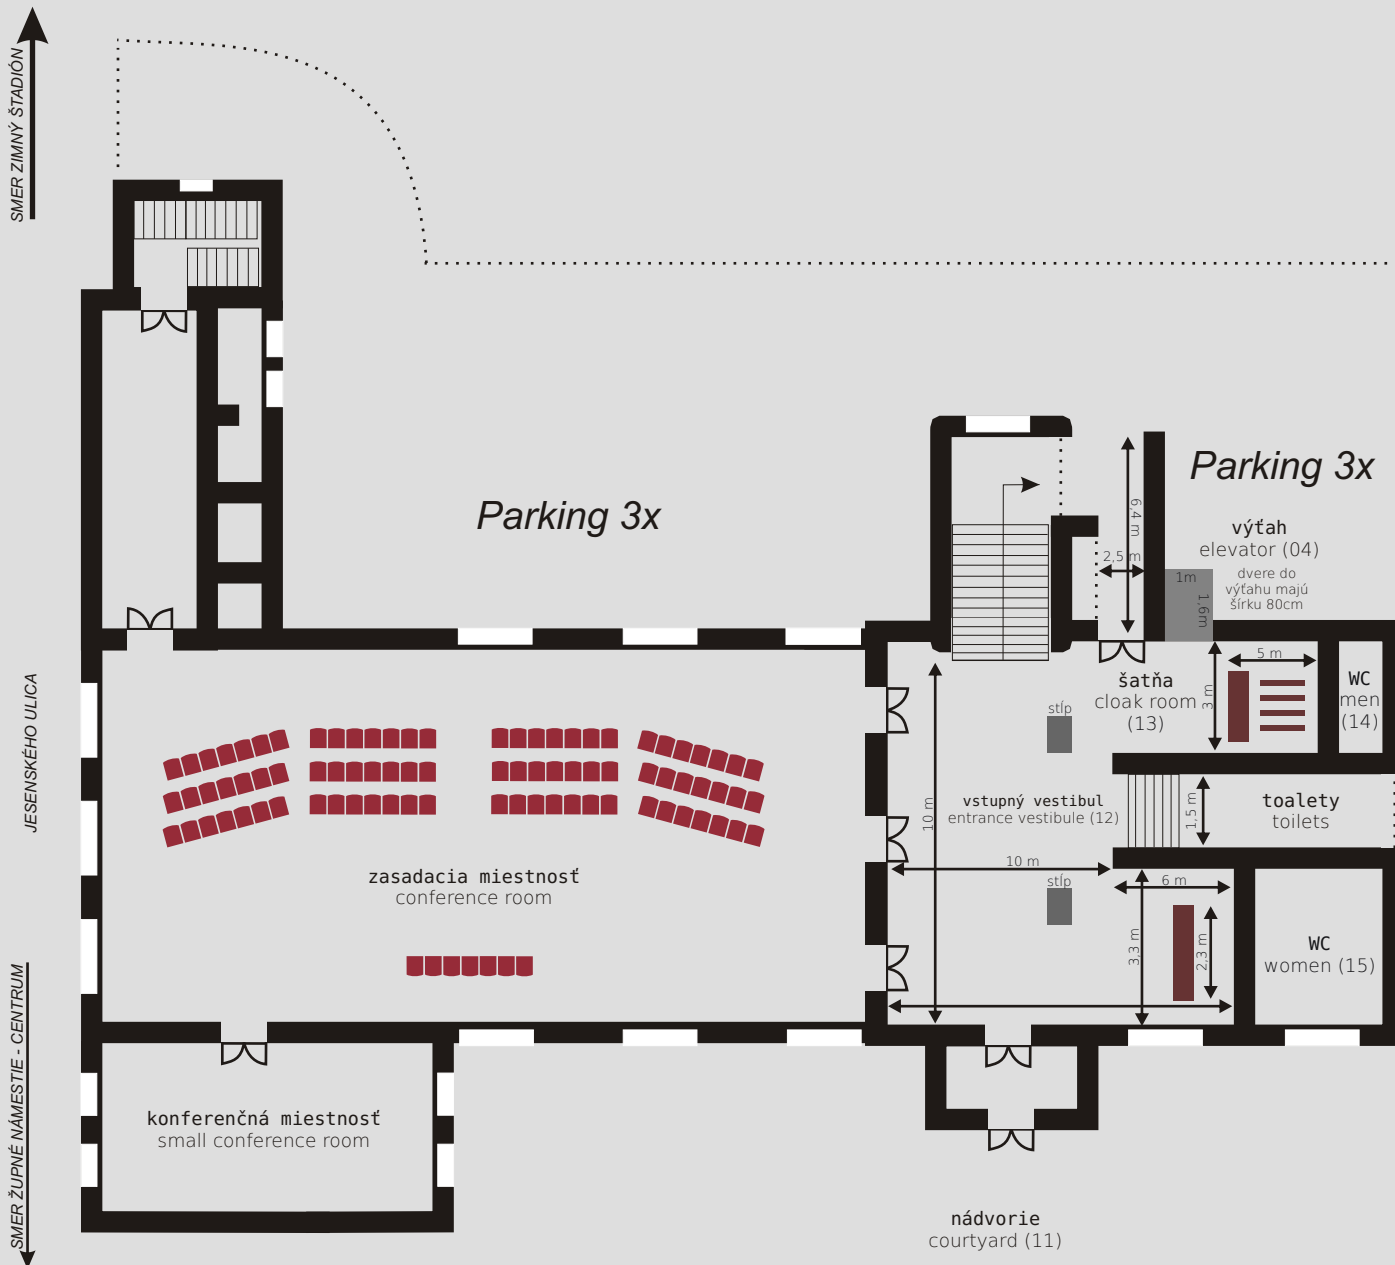 SMER ZIMNÝ ŠTADIÓN
Parking 3x
Parking 3x
6,4 m
2,5 m
výťah
elevator (04)
dvere do
výťahu majú
šírku 80cm
1m
1,6m
JESENSKÉHO ULICA
šatňa
cloak room
(13)
3 m
5 m
WC
men
(14)
stĺp
vstupný vestibul
entrance vestibule (12)
10 m
10 m
1,5 m
toalety
toilets
zasadacia miestnosť
conference room
stĺp
6 m
3,3 m
2,3 m
WC
women (15)
SMER ŽUPNÉ NÁMESTIE - CENTRUM
konferenčná miestnosť
small conference room
nádvorie
courtyard (11)